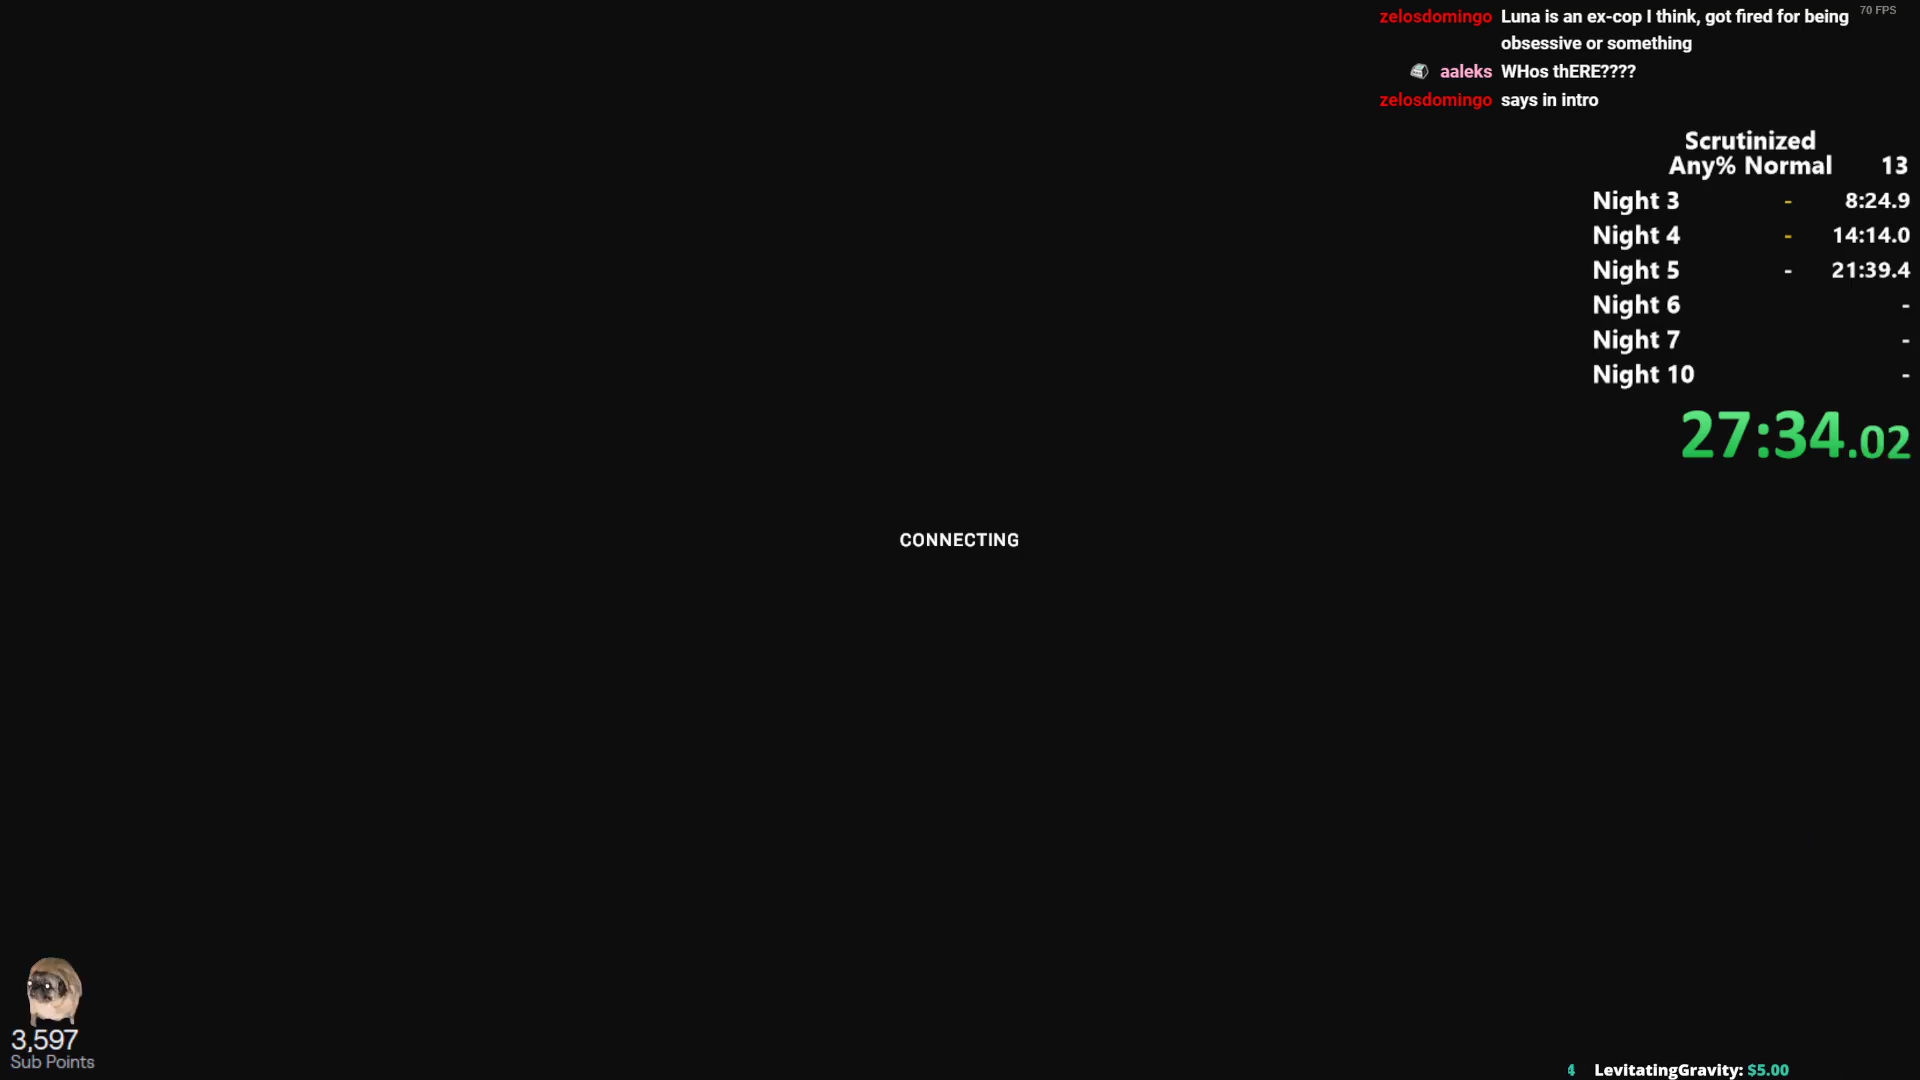 zelosdomingo Luna is an ex-cop I think, got fired for being
obsessive or something
70 FPS
aaleks WHos thERE????
zelosdomingo says in intro
Scrutinized
Any% Normal 13
Night 3 - 8:24.9
Night 4 - 14:14.0
Night 5 - 21:39.4
Night 6 -
Night 7 -
Night 10 -
27:34.02
CONNECTING
3,597
Sub Points
4 LevitatingGravity: $5.00